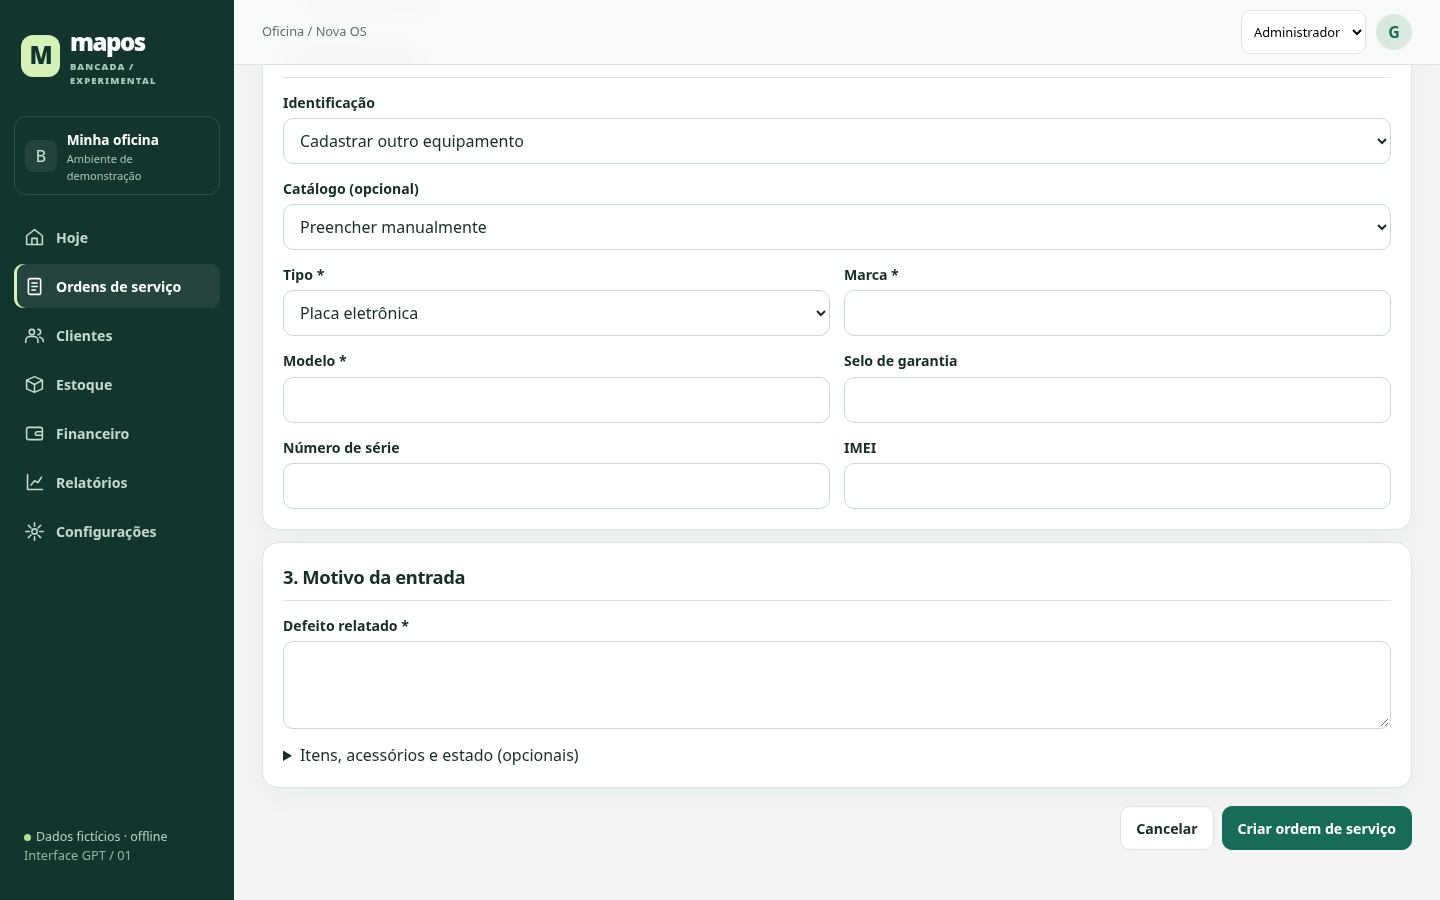 M
mapos
BANCADA /
EXPERIMENTAL
B
Minha oficina
Ambiente de
demonstração
Hoje
Ordens de serviço
Clientes
Estoque
Financeiro
Relatórios
Configurações
Dados fictícios · offline
Interface GPT / 01
Oficina / Nova OS
Administrador
G
Identificação
Cadastrar outro equipamento
Catálogo (opcional)
Preencher manualmente
Tipo *
Marca *
Placa eletrônica
Modelo *
Selo de garantia
Número de série
IMEI
3. Motivo da entrada
Defeito relatado *
Itens, acessórios e estado (opcionais)
Cancelar
Criar ordem de serviço